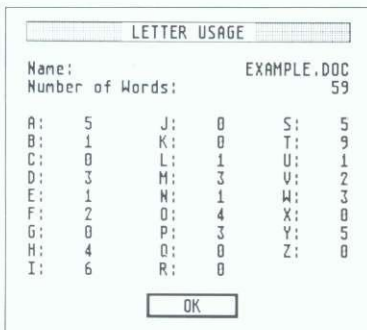 LETTER USAGE
Name: EXAMPLE.DOC
Number of Words: 59
A: 5 J: 0 S: 5
B: 1 K: 0 T: 9
C: 0 L: 1 U: 1
D: 3 M: 3 V: 2
E: 1 N: 1 W: 3
F: 2 O: 4 X: 0
G: 0 P: 3 Y: 5
H: 4 Q: 0 Z: 0
I: 6 R: 0
OK